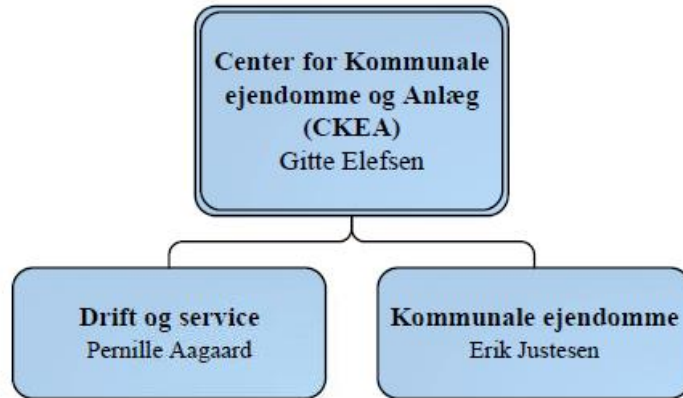 Center for Kommunale
ejendomme og Anlæg
(CKEA)
Gitte Elefsen
Drift og service
Pernille Aagaard
Kommunale ejendomme
Erik Justesen